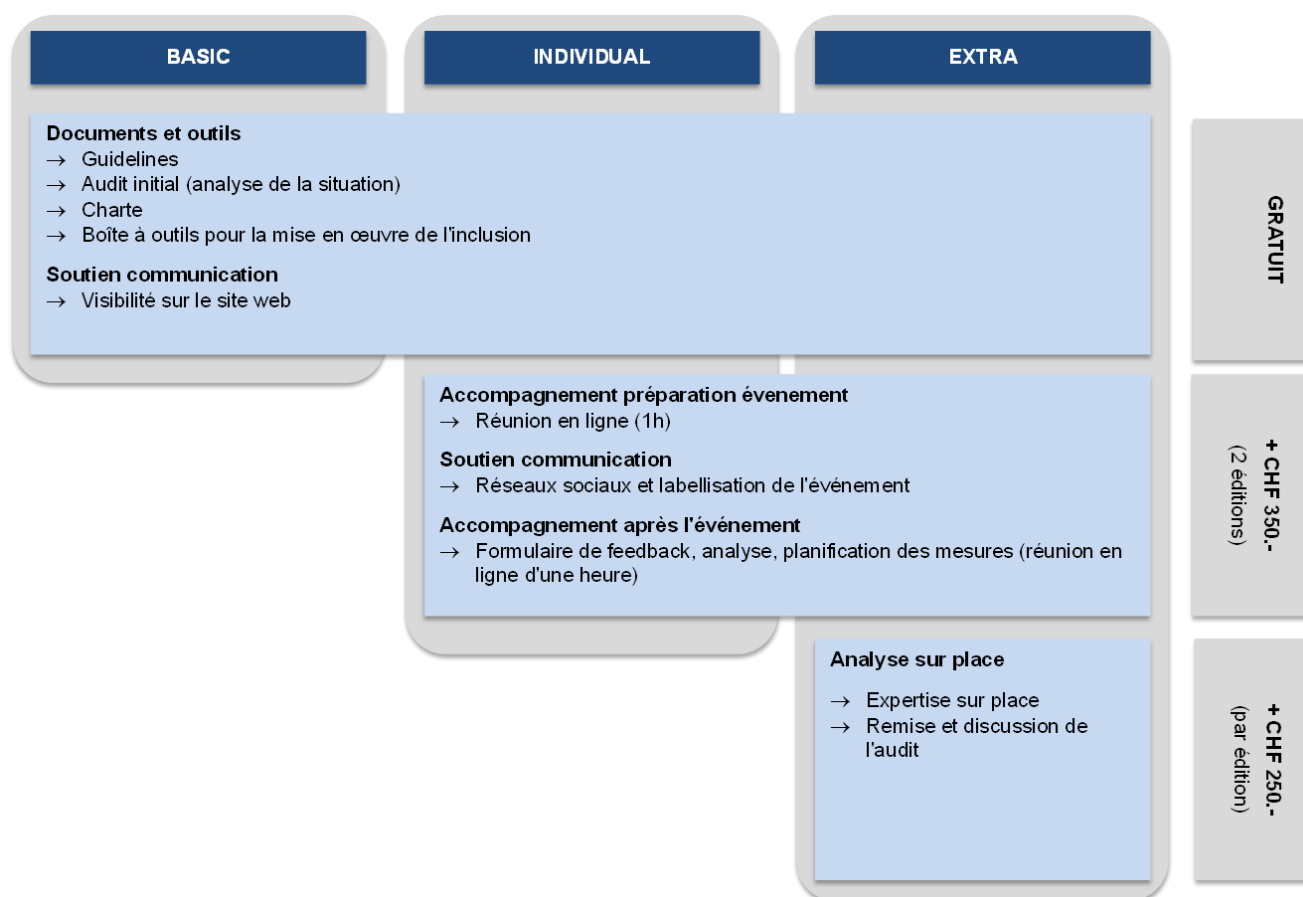 BASIC
INDIVIDUAL
EXTRA
Documents et outils
→ Guidelines
→ Audit initial (analyse de la situation)
→ Charte
→ Boîte à outils pour la mise en œuvre de l'inclusion
Soutien communication
→ Visibilité sur le site web
GRATUIT
Accompagnement préparation évenement
→ Réunion en ligne (1h)
Soutien communication
→ Réseaux sociaux et labellisation de l'événement
Accompagnement après l'événement
→ Formulaire de feedback, analyse, planification des mesures (réunion en
ligne d'une heure)
+ CHF 350.-
(2 éditions)
Analyse sur place
→ Expertise sur place
→ Remise et discussion de
l'audit
+ CHF 250.-
(par édition)